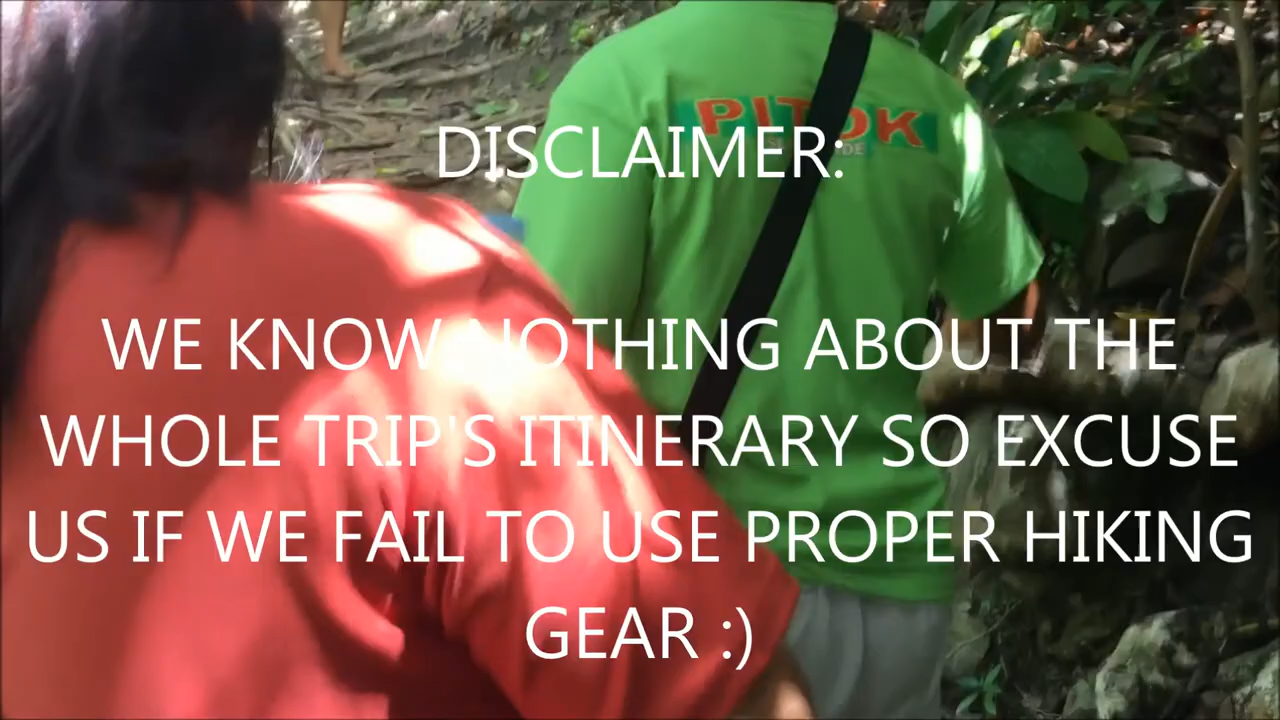 PITOK
DISCLAIMER:
WE KNOW NOTHING ABOUT THE
WHOLE TRIP'S ITINERARY SO EXCUSE
US IF WE FAIL TO USE PROPER HIKING
GEAR :)